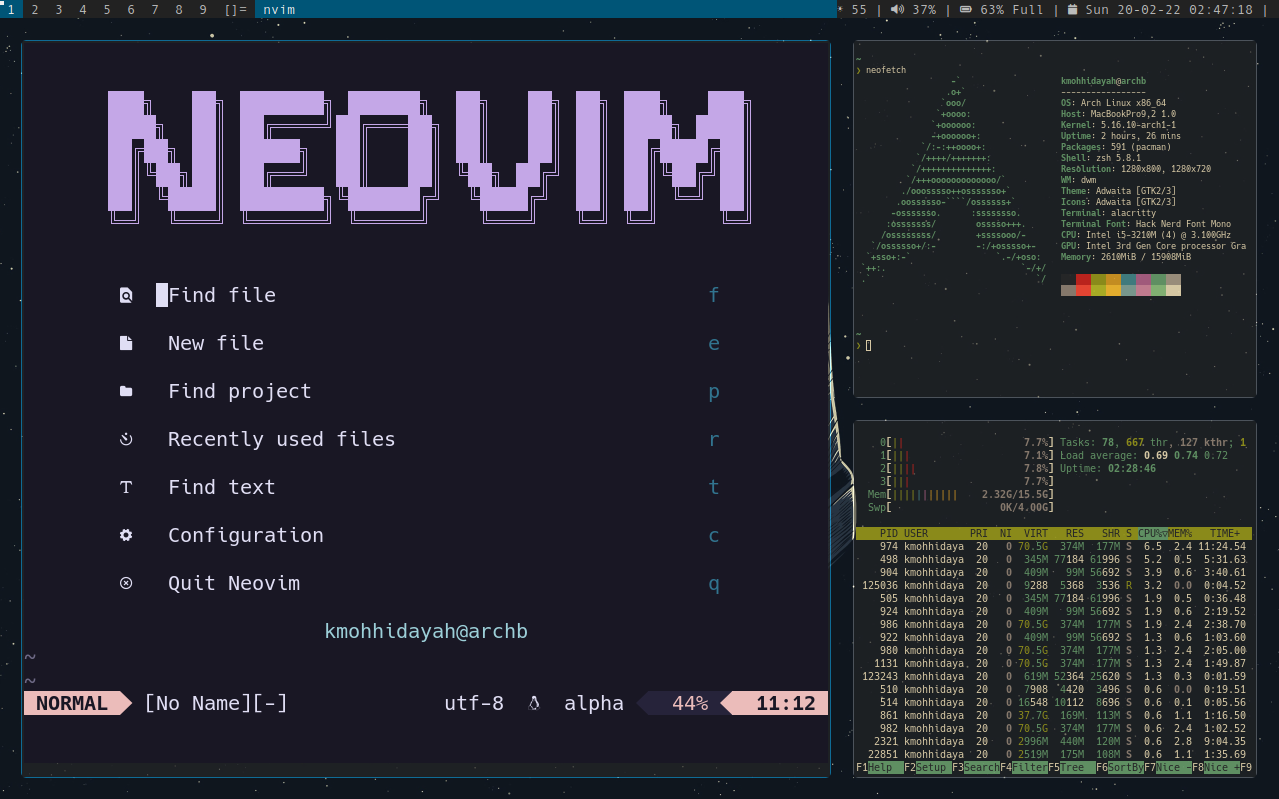 1 2 3 4 5 6 7 8 9 []= nvim 55 | 37% | 63% Full | Sun 20-02-22 02:47:18 |
NEOVIM
Find file f
New file e
Find project p
Recently used files r
Find text t
Configuration c
Quit Neovim q
kmohhidayah@archb
~
~
NORMAL [No Name][-] utf-8 alpha 44% 11:12
~
❯ neofetch
kmohhidayah@archb
-----------------
OS: Arch Linux x86_64
Host: MacBookPro9,2 1.0
Kernel: 5.16.10-arch1-1
Uptime: 2 hours, 26 mins
Packages: 591 (pacman)
Shell: zsh 5.8.1
Resolution: 1280x800, 1280x720
WM: dwm
Theme: Adwaita [GTK2/3]
Icons: Adwaita [GTK2/3]
Terminal: alacritty
Terminal Font: Hack Nerd Font Mono
CPU: Intel i5-3210M (4) @ 3.100GHz
GPU: Intel 3rd Gen Core processor Gra
Memory: 2610MiB / 15908MiB
~
❯
0[|| 7.7%] Tasks: 78, 667 thr, 127 kthr; 1
1[||| 7.1%] Load average: 0.69 0.74 0.72
2[|||| 7.8%] Uptime: 02:28:46
3[||| 7.7%]
Mem[||||||||||| 2.32G/15.5G]
Swp[ 0K/4.00G]
PID USER PRI NI VIRT RES SHR S CPU%▽MEM% TIME+
974 kmohhidaya 20 0 70.5G 374M 177M S 6.5 2.4 11:24.54
498 kmohhidaya 20 0 345M 77184 61996 S 5.2 0.5 5:31.63
904 kmohhidaya 20 0 409M 99M 56692 S 3.9 0.6 3:40.61
125036 kmohhidaya 20 0 9288 5368 3536 R 3.2 0.0 0:04.52
505 kmohhidaya 20 0 345M 77184 61996 S 1.9 0.5 0:36.48
924 kmohhidaya 20 0 409M 99M 56692 S 1.9 0.6 2:19.52
986 kmohhidaya 20 0 70.5G 374M 177M S 1.9 2.4 2:38.70
922 kmohhidaya 20 0 409M 99M 56692 S 1.3 0.6 1:03.60
980 kmohhidaya 20 0 70.5G 374M 177M S 1.3 2.4 2:05.00
1131 kmohhidaya 20 0 70.5G 374M 177M S 1.3 2.4 1:49.87
123243 kmohhidaya 20 0 619M 52364 25620 S 1.3 0.3 0:01.59
510 kmohhidaya 20 0 7908 4420 3496 S 0.6 0.0 0:19.51
514 kmohhidaya 20 0 16548 10112 8696 S 0.6 0.1 0:05.56
861 kmohhidaya 20 0 37.7G 169M 113M S 0.6 1.1 1:16.50
982 kmohhidaya 20 0 70.5G 374M 177M S 0.6 2.4 1:02.52
2321 kmohhidaya 20 0 2996M 440M 120M S 0.6 2.8 9:04.35
22851 kmohhidaya 20 0 2519M 175M 108M S 0.6 1.1 1:35.69
F1Help F2Setup F3SearchF4FilterF5Tree F6SortByF7Nice -F8Nice +F9